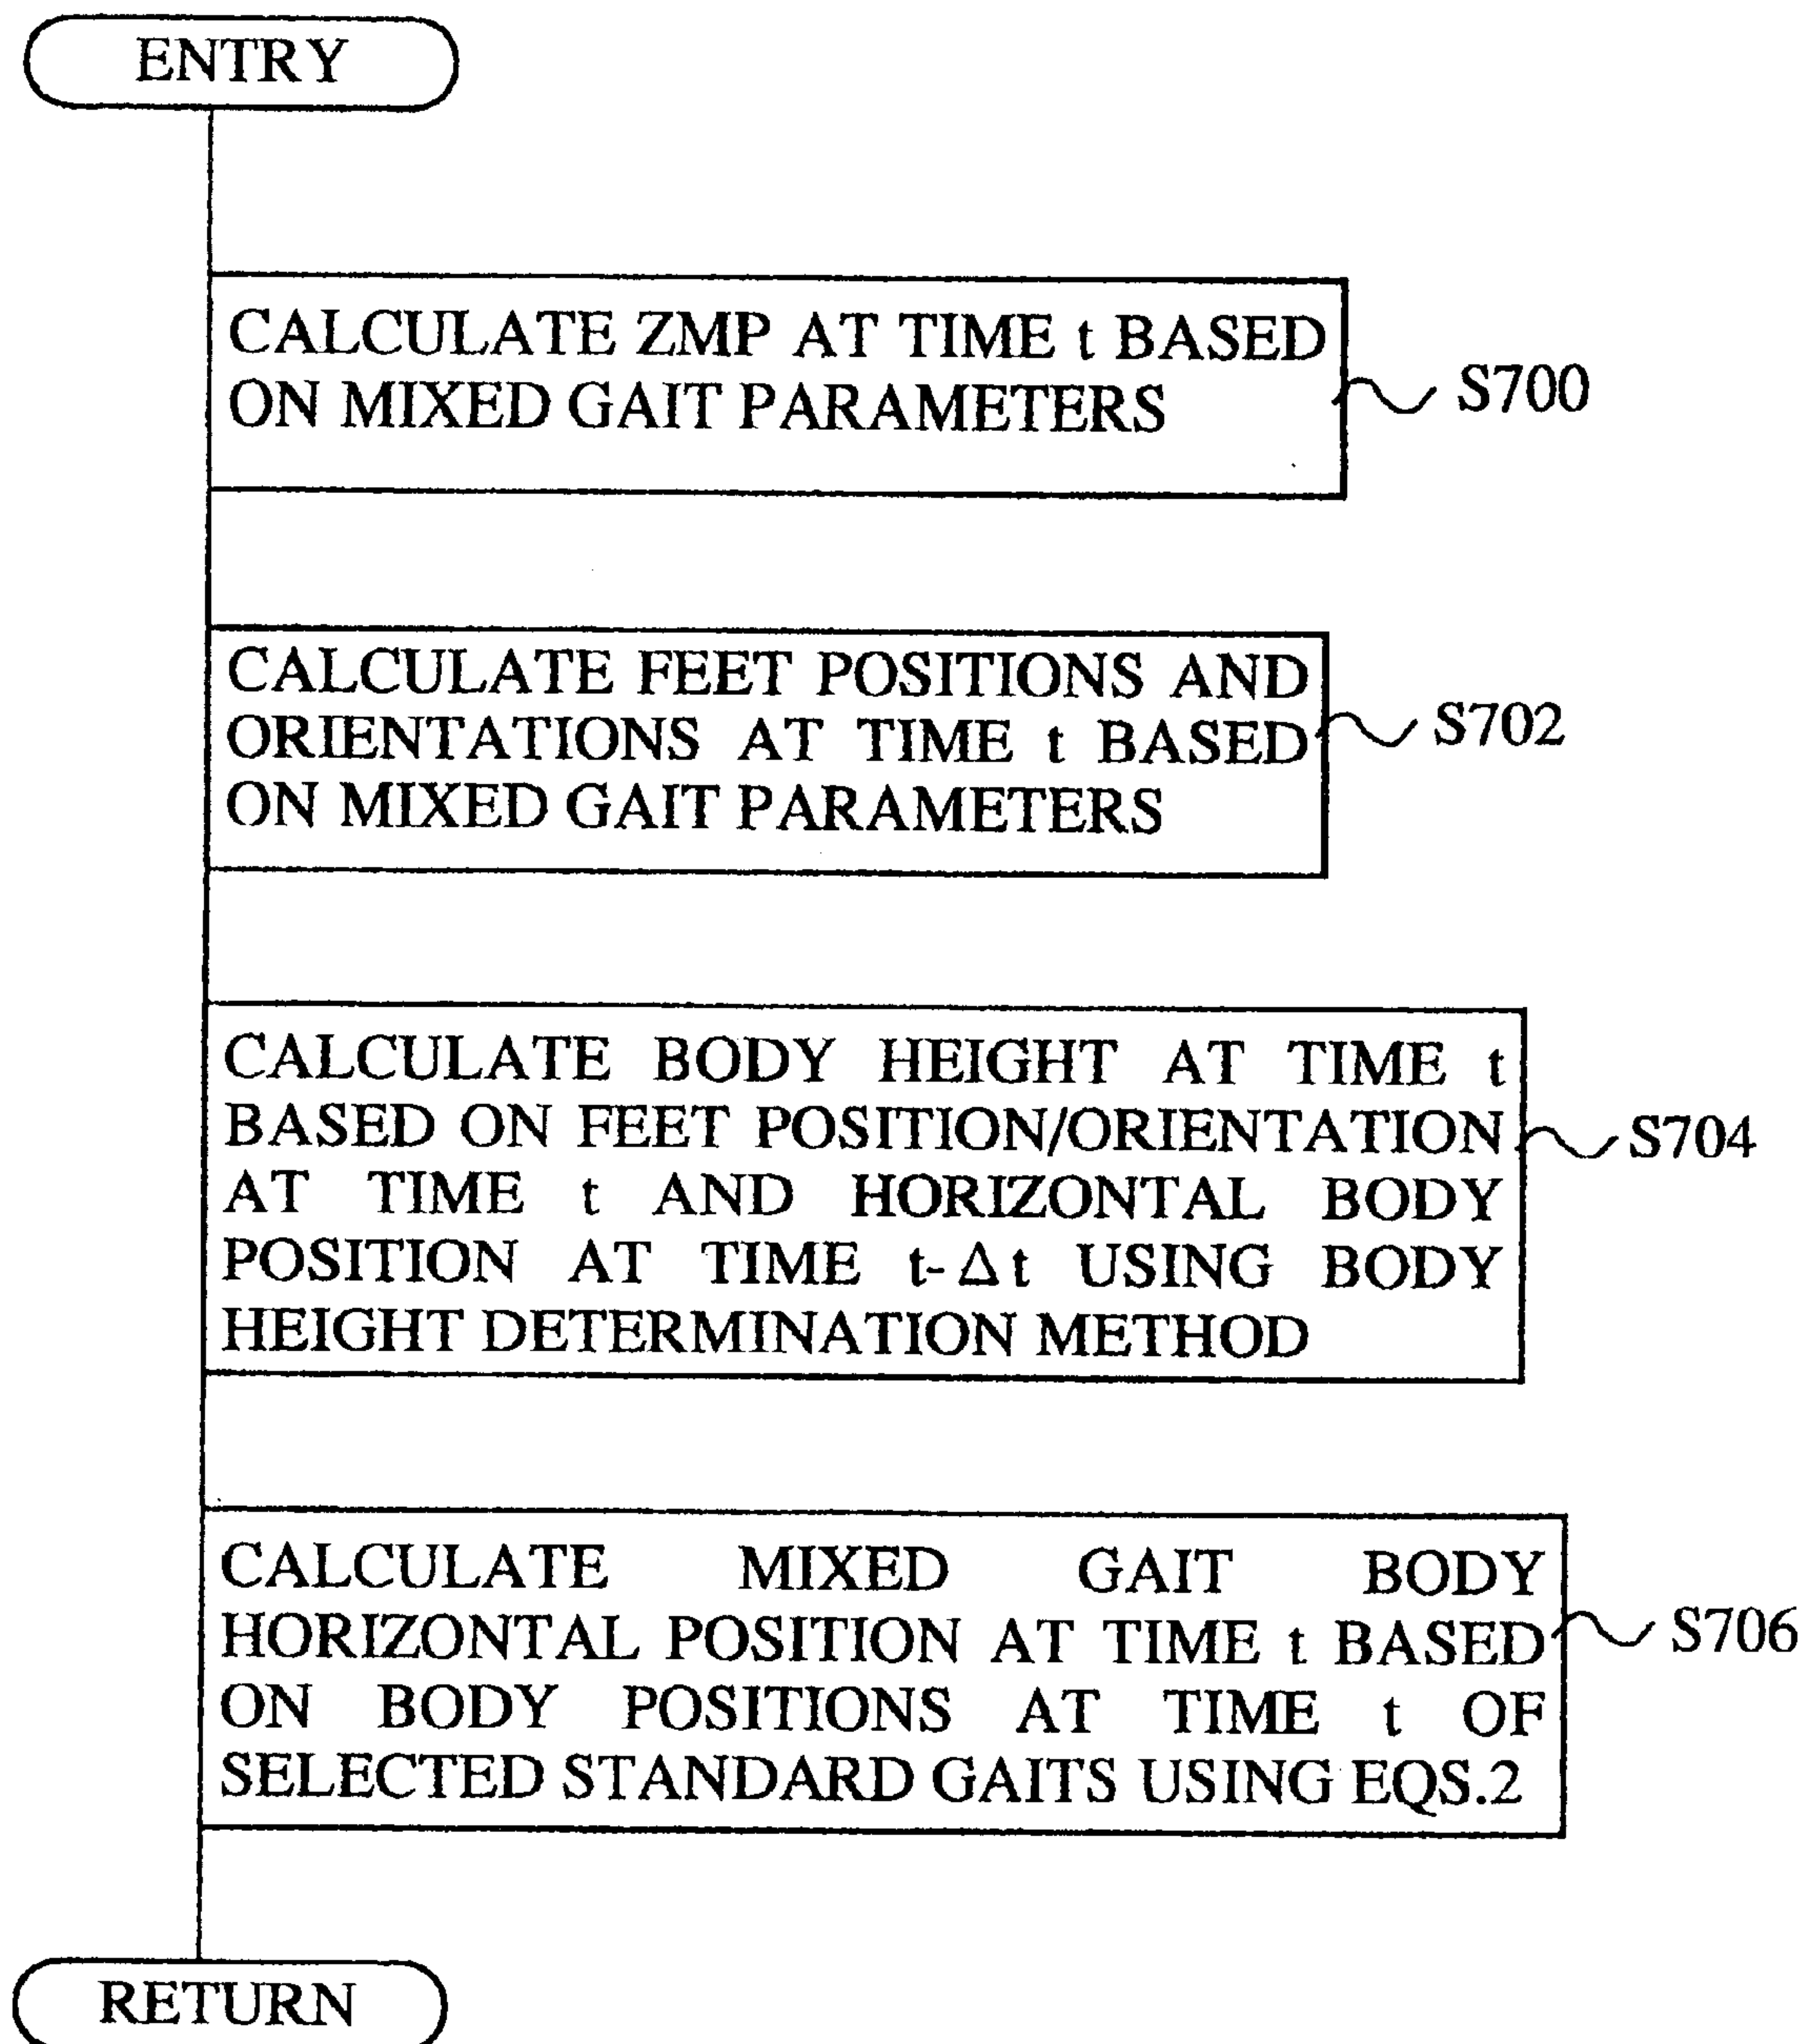 ENTRY
CALCULATE ZMP AT TIME t BASED
ON MIXED GAIT PARAMETERS
S700
CALCULATE FEET POSITIONS AND
ORIENTATIONS AT TIME t BASED
ON MIXED GAIT PARAMETERS
S702
CALCULATE BODY HEIGHT AT TIME t
BASED ON FEET POSITION/ORIENTATION
AT TIME t AND HORIZONTAL BODY
POSITION AT TIME t-Δt USING BODY
HEIGHT DETERMINATION METHOD
S704
CALCULATE MIXED GAIT BODY
HORIZONTAL POSITION AT TIME t BASED
ON BODY POSITIONS AT TIME t OF
SELECTED STANDARD GAITS USING EQS.2
S706
RETURN